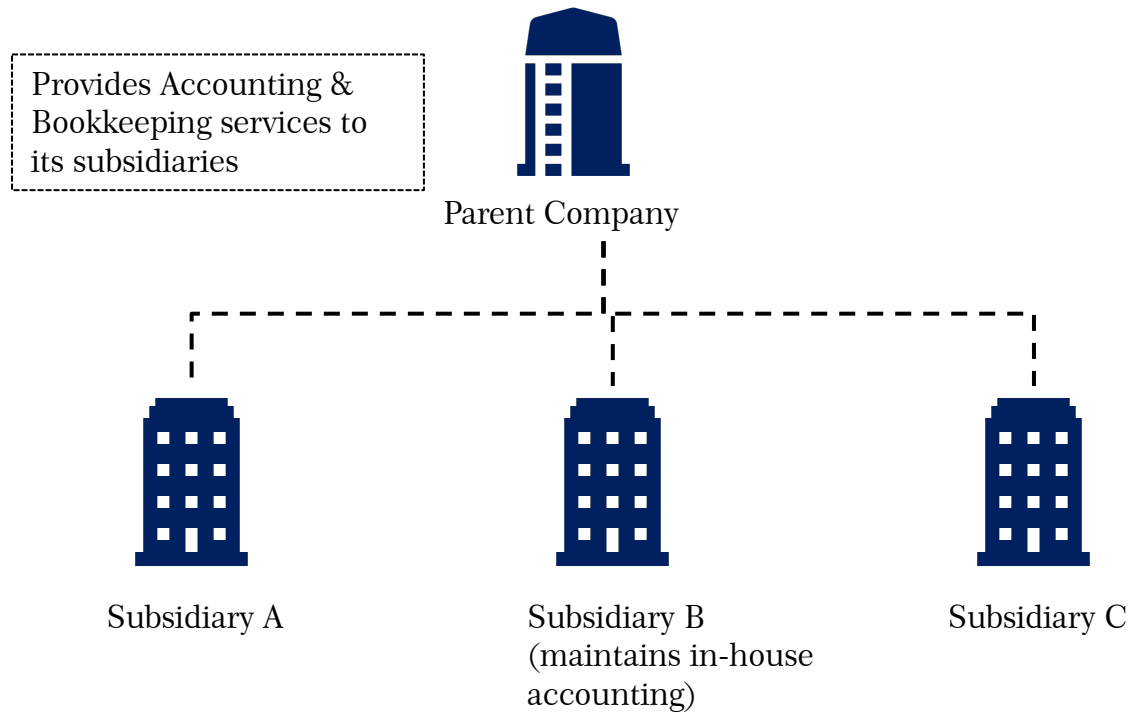 Provides Accounting &
Bookkeeping services to
its subsidiaries
Parent Company
Subsidiary A
Subsidiary B
(maintains in-house
accounting)
Subsidiary C